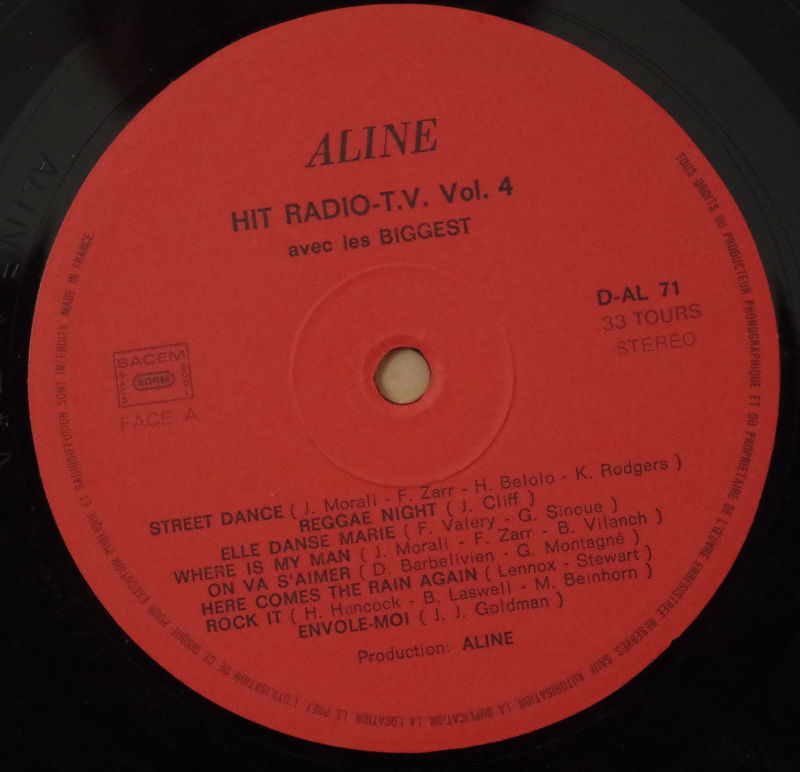 ALINE
HIT RADIO-T.V. Vol. 4
avec les BIGGEST
D-AL 71
33 TOURS
STEREO
SACEM
SDRM
FACE A
STREET DANCE ( J. Morali - F. Zarr - H. Belolo - K. Rodgers )
REGGAE NIGHT ( J. Cliff )
ELLE DANSE MARIE ( F. Valery - G. Sinoue )
WHERE IS MY MAN ( J. Morali - F. Zarr - B. Vilanch )
ON VA S'AIMER ( D. Barbelivien - G. Montagné )
HERE COMES THE RAIN AGAIN ( Lennox - Stewart )
ROCK IT ( H. Hancock - B. Laswell - M. Beinhorn )
ENVOLE-MOI ( J. J. Goldman )
Production: ALINE
TOUS DROITS DU PRODUCTEUR PHONOGRAPHIQUE ET DU PROPRIETAIRE DE L'ŒUVRE ENREGISTREE RESERVES SAUF AUTORISATION, LA DUPLICATION, LA LOCATION, LE PRET, L'UTILISATION DE CE DISQUE POUR EXECUTION PUBLIQUE ET RADIODIFFUSION SONT INTERDITS. MADE IN FRANCE.